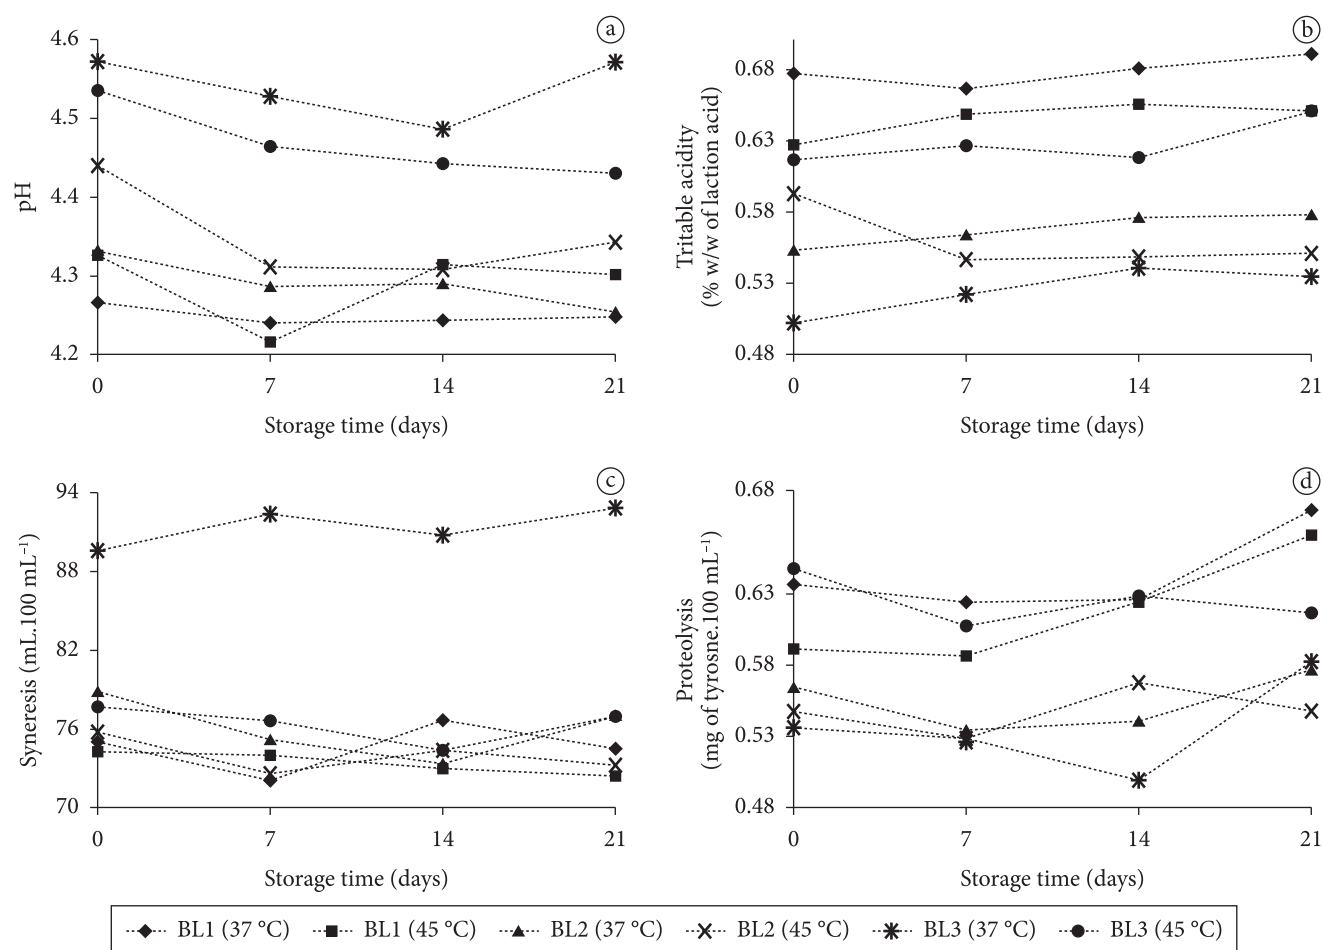 a
4.6
4.5
4.4
4.3
4.2
pH
0 7 14 21
Storage time (days)
b
0.68
0.63
0.58
0.53
0.48
Tritable acidity
(% w/w of laction acid)
0 7 14 21
Storage time (days)
c
94
88
82
76
70
Syneresis (mL.100 mL⁻¹)
0 7 14 21
Storage time (days)
d
0.68
0.63
0.58
0.53
0.48
Proteolysis
(mg of tyrosne.100 mL⁻¹)
0 7 14 21
Storage time (days)
BL1 (37 °C) BL1 (45 °C) BL2 (37 °C) BL2 (45 °C) BL3 (37 °C) BL3 (45 °C)